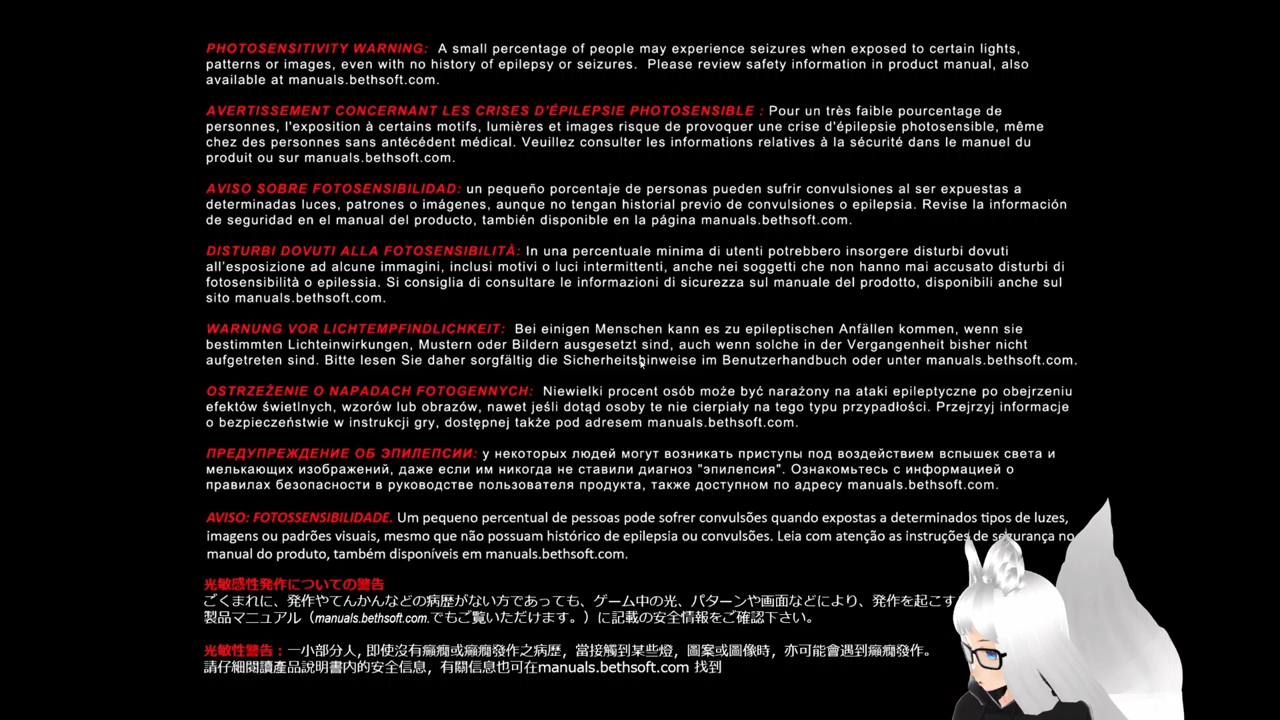 PHOTOSENSITIVITY WARNING: A small percentage of people may experience seizures when exposed to certain lights,
patterns or images, even with no history of epilepsy or seizures. Please review safety information in product manual, also
available at manuals.bethsoft.com.
AVERTISSEMENT CONCERNANT LES CRISES D'ÉPILEPSIE PHOTOSENSIBLE : Pour un très faible pourcentage de
personnes, l'exposition à certains motifs, lumières et images risque de provoquer une crise d'épilepsie photosensible, même
chez des personnes sans antécédent médical. Veuillez consulter les informations relatives à la sécurité dans le manuel du
produit ou sur manuals.bethsoft.com.
AVISO SOBRE FOTOSENSIBILIDAD: un pequeño porcentaje de personas pueden sufrir convulsiones al ser expuestas a
determinadas luces, patrones o imágenes, aunque no tengan historial previo de convulsiones o epilepsia. Revise la información
de seguridad en el manual del producto, también disponible en la página manuals.bethsoft.com.
DISTURBI DOVUTI ALLA FOTOSENSIBILITÀ: In una percentuale minima di utenti potrebbero insorgere disturbi dovuti
all'esposizione ad alcune immagini, inclusi motivi o luci intermittenti, anche nei soggetti che non hanno mai accusato disturbi di
fotosensibilità o epilessia. Si consiglia di consultare le informazioni di sicurezza sul manuale del prodotto, disponibili anche sul
sito manuals.bethsoft.com.
WARNUNG VOR LICHTEMPFINDLICHKEIT: Bei einigen Menschen kann es zu epileptischen Anfällen kommen, wenn sie
bestimmten Lichteinwirkungen, Mustern oder Bildern ausgesetzt sind, auch wenn solche in der Vergangenheit bisher nicht
aufgetreten sind. Bitte lesen Sie daher sorgfältig die Sicherheitshinweise im Benutzerhandbuch oder unter manuals.bethsoft.com.
OSTRZEŻENIE O NAPADACH FOTOGENNYCH: Niewielki procent osób może być narażony na ataki epileptyczne po obejrzeniu
efektów świetlnych, wzorów lub obrazów, nawet jeśli dotąd osoby te nie cierpiały na tego typu przypadłości. Przejrzyj informacje
o bezpieczeństwie w instrukcji gry, dostępnej także pod adresem manuals.bethsoft.com.
ПРЕДУПРЕЖДЕНИЕ ОБ ЭПИЛЕПСИИ: у некоторых людей могут возникать приступы под воздействием вспышек света и
мелькающих изображений, даже если им никогда не ставили диагноз "эпилепсия". Ознакомьтесь с информацией о
правилах безопасности в руководстве пользователя продукта, также доступном по адресу manuals.bethsoft.com.
AVISO: FOTOSSENSIBILIDADE. Um pequeno percentual de pessoas pode sofrer convulsões quando expostas a determinados tipos de luzes,
imagens ou padrões visuais, mesmo que não possuam histórico de epilepsia ou convulsões. Leia com atenção as instruções de segurança no
manual do produto, também disponíveis em manuals.bethsoft.com.
光敏感性発作についての警告
ごくまれに、発作やてんかんなどの病歴がない方であっても、ゲーム中の光、パターンや画面などにより、発作を起こす
製品マニュアル（manuals.bethsoft.com.でもご覧いただけます。）に記載の安全情報をご確認下さい。
光敏性警告：一小部分人, 即使沒有癲癇或癲癇發作之病歷，當接觸到某些燈，圖案或圖像時，亦可能會遇到癲癇發作。
請仔細閱讀產品說明書内的安全信息，有關信息也可在manuals.bethsoft.com 找到